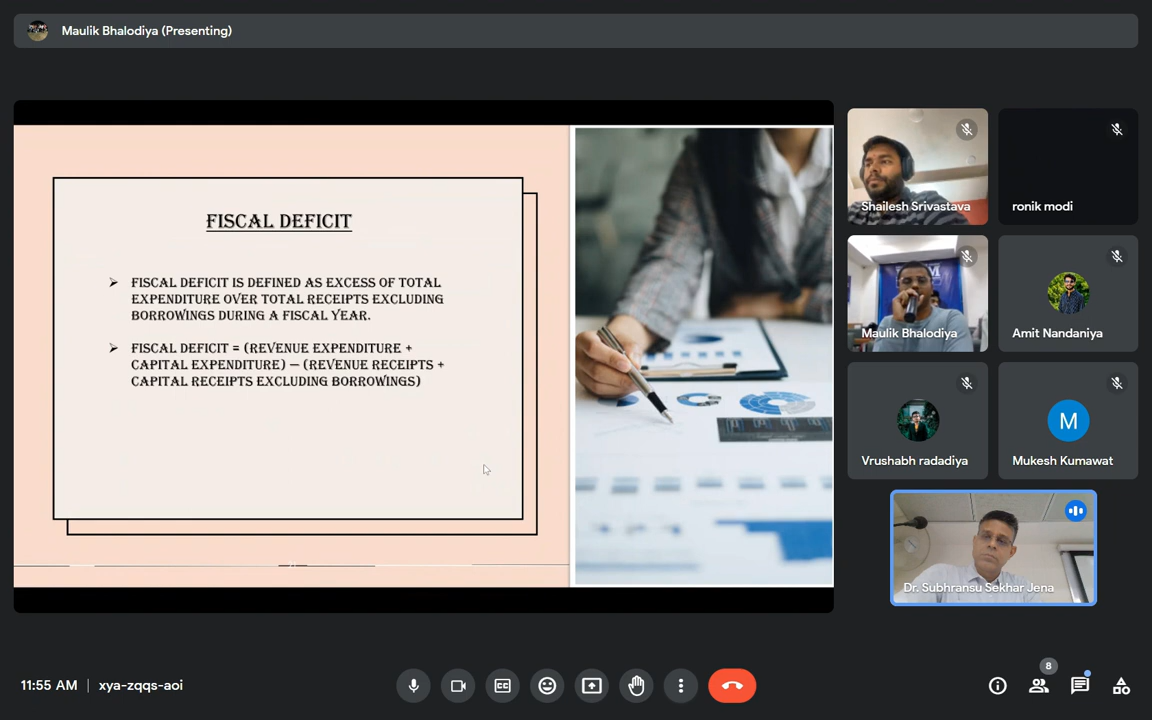 Maulik Bhalodiya (Presenting)
FISCAL DEFICIT
FISCAL DEFICIT IS DEFINED AS EXCESS OF TOTAL
EXPENDITURE OVER TOTAL RECEIPTS EXCLUDING
BORROWINGS DURING A FISCAL YEAR.
FISCAL DEFICIT = (REVENUE EXPENDITURE +
CAPITAL EXPENDITURE) – (REVENUE RECEIPTS +
CAPITAL RECEIPTS EXCLUDING BORROWINGS)
Shailesh Srivastava
ronik modi
Maulik Bhalodiya
Amit Nandaniya
Vrushabh radadiya
M
Mukesh Kumawat
Dr. Subhransu Sekhar Jena
11:55 AM | xya-zqqs-aoi
CC
8